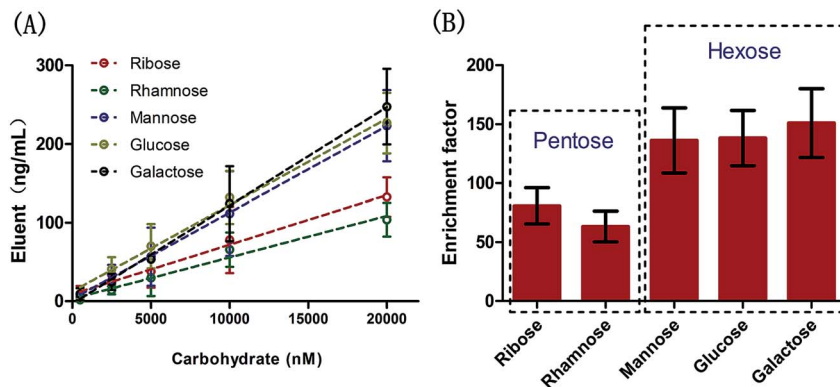 (A)
Ribose
Rhamnose
Mannose
Glucose
Galactose
Eluent (ng/mL)
300
200
100
0
0
5000
10000
15000
20000
Carbohydrate (nM)
(B)
Hexose
Pentose
Enrichment factor
200
150
100
50
0
Ribose
Rhamnose
Mannose
Glucose
Galactose